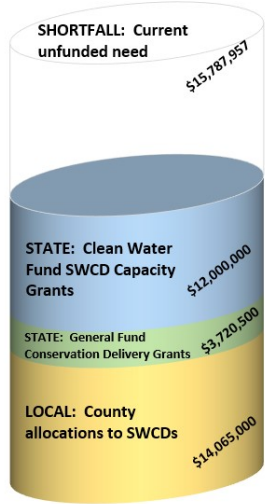 SHORTFALL: Current
unfunded need
$15,787,957
STATE: Clean Water
Fund SWCD Capacity
Grants
$12,000,000
STATE: General Fund
Conservation Delivery Grants
$3,720,500
LOCAL: County
allocations to SWCDs
$14,065,000